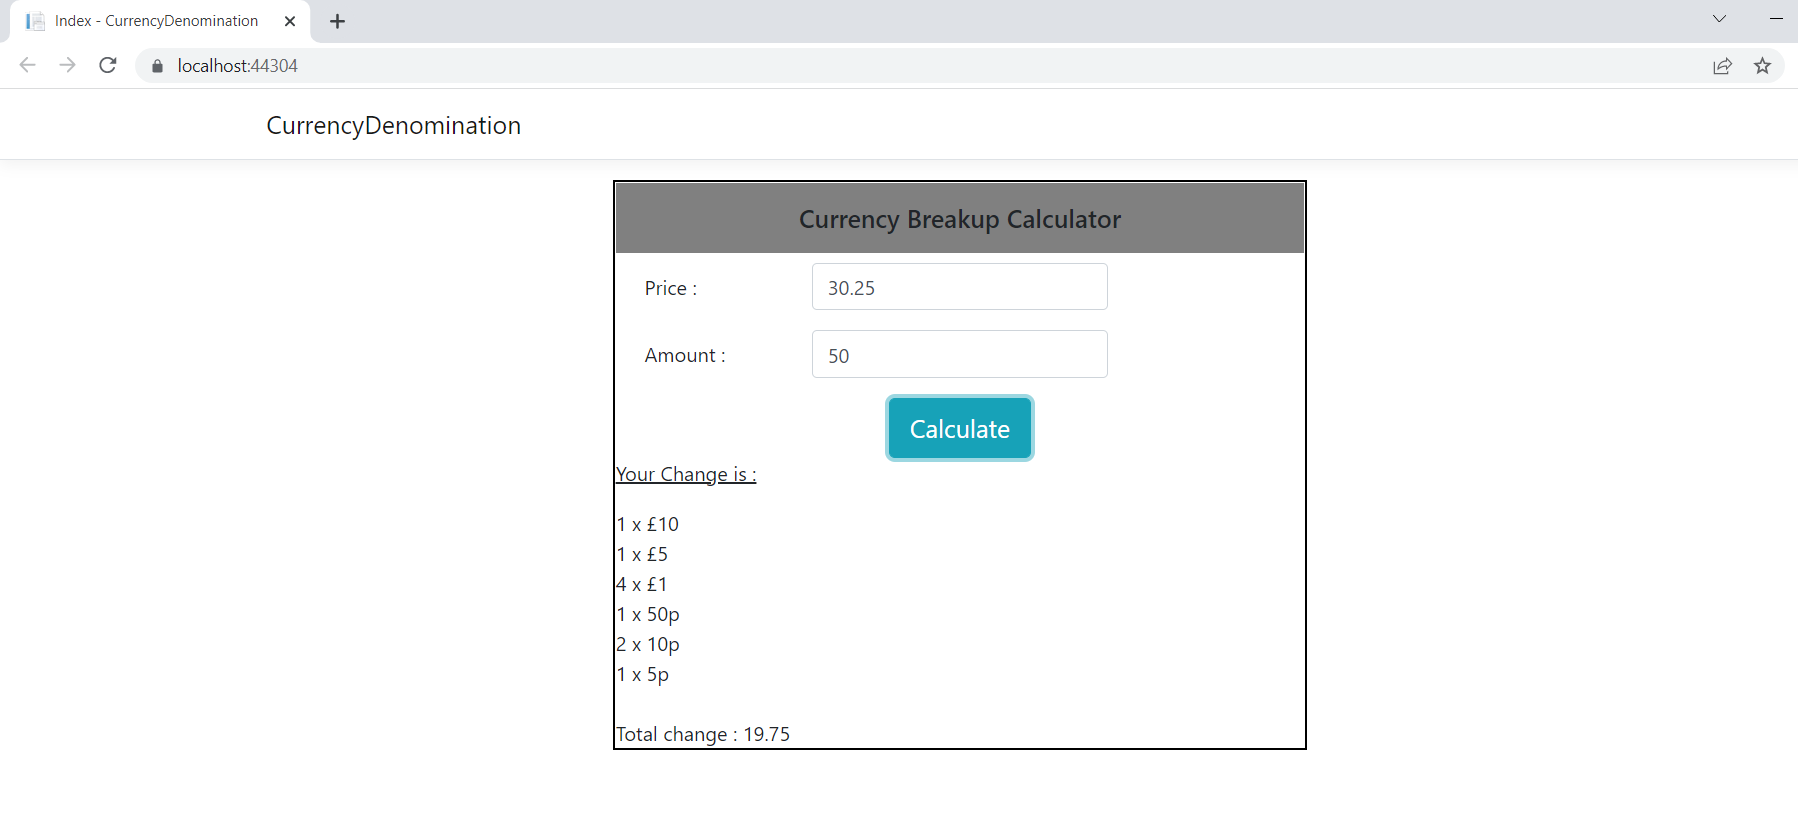 Index - CurrencyDenomination
localhost:44304
CurrencyDenomination
Currency Breakup Calculator
Price : 30.25
Amount : 50
Calculate
Your Change is :
1 x £10
1 x £5
4 x £1
1 x 50p
2 x 10p
1 x 5p
Total change : 19.75